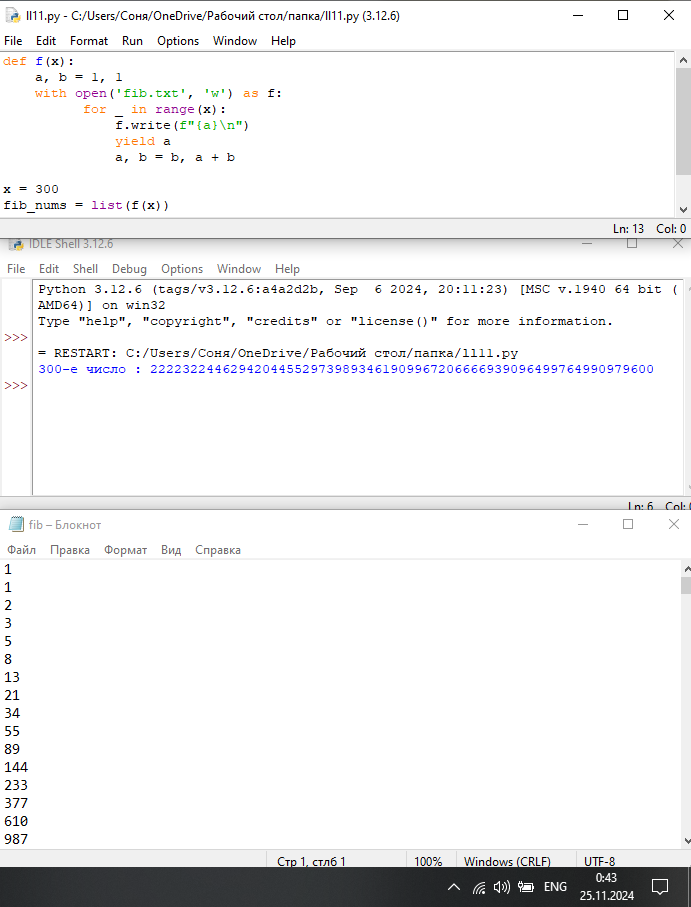 ll11.py - C:/Users/Соня/OneDrive/Рабочий стол/папка/ll11.py (3.12.6)
File Edit Format Run Options Window Help
def f(x):
    a, b = 1, 1
    with open('fib.txt', 'w') as f:
          for _ in range(x):
              f.write(f"{a}\n")
              yield a
              a, b = b, a + b

x = 300
fib_nums = list(f(x))
Ln: 13 Col: 0
IDLE Shell 3.12.6
File Edit Shell Debug Options Window Help
Python 3.12.6 (tags/v3.12.6:a4a2d2b, Sep  6 2024, 20:11:23) [MSC v.1940 64 bit (
AMD64)] on win32
Type "help", "copyright", "credits" or "license()" for more information.
>>>
= RESTART: C:/Users/Соня/OneDrive/Рабочий стол/папка/ll11.py
300-е число : 222232244629420445529739893461909967206666939096499764990979600
>>>
Ln: 6 Col: 0
fib – Блокнот
Файл Правка Формат Вид Справка
1
1
2
3
5
8
13
21
34
55
89
144
233
377
610
987
Стр 1, стлб 1 100% Windows (CRLF) UTF-8
ENG 0:43
25.11.2024